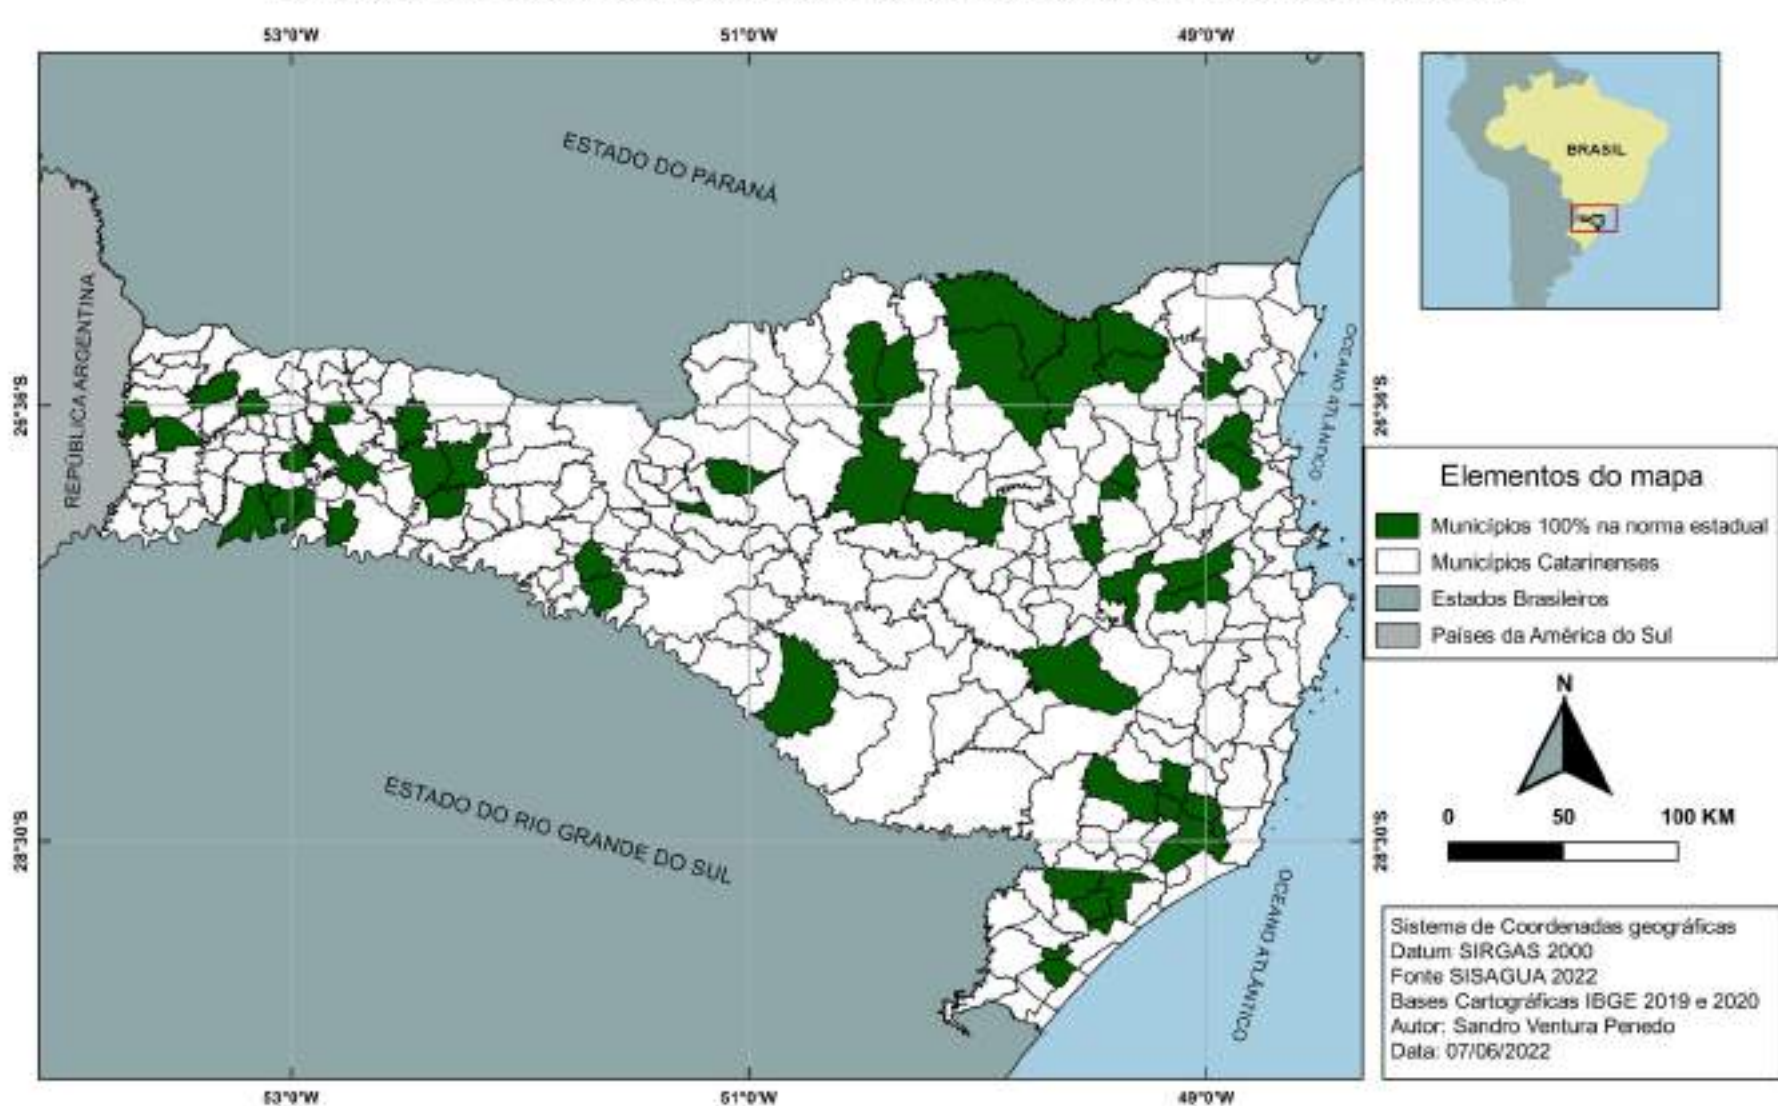 53°0'W 51°0'W 49°0'W
ESTADO DO PARANÁ
BRASIL
REPÚBLICA ARGENTINA
OCEANO ATLÂNTICO
26°36'S 26°36'S
Elementos do mapa
Municípios 100% na norma estadual
Municípios Catarinenses
Estados Brasileiros
Países da América do Sul
N
ESTADO DO RIO GRANDE DO SUL
0 50 100 KM
28°30'S 28°30'S
OCEANO ATLÂNTICO
Sistema de Coordenadas geográficas
Datum SIRGAS 2000
Fonte SISAGUA 2022
Bases Cartográficas IBGE 2019 e 2020
Autor: Sandro Ventura Penedo
Data: 07/06/2022
53°0'W 51°0'W 49°0'W